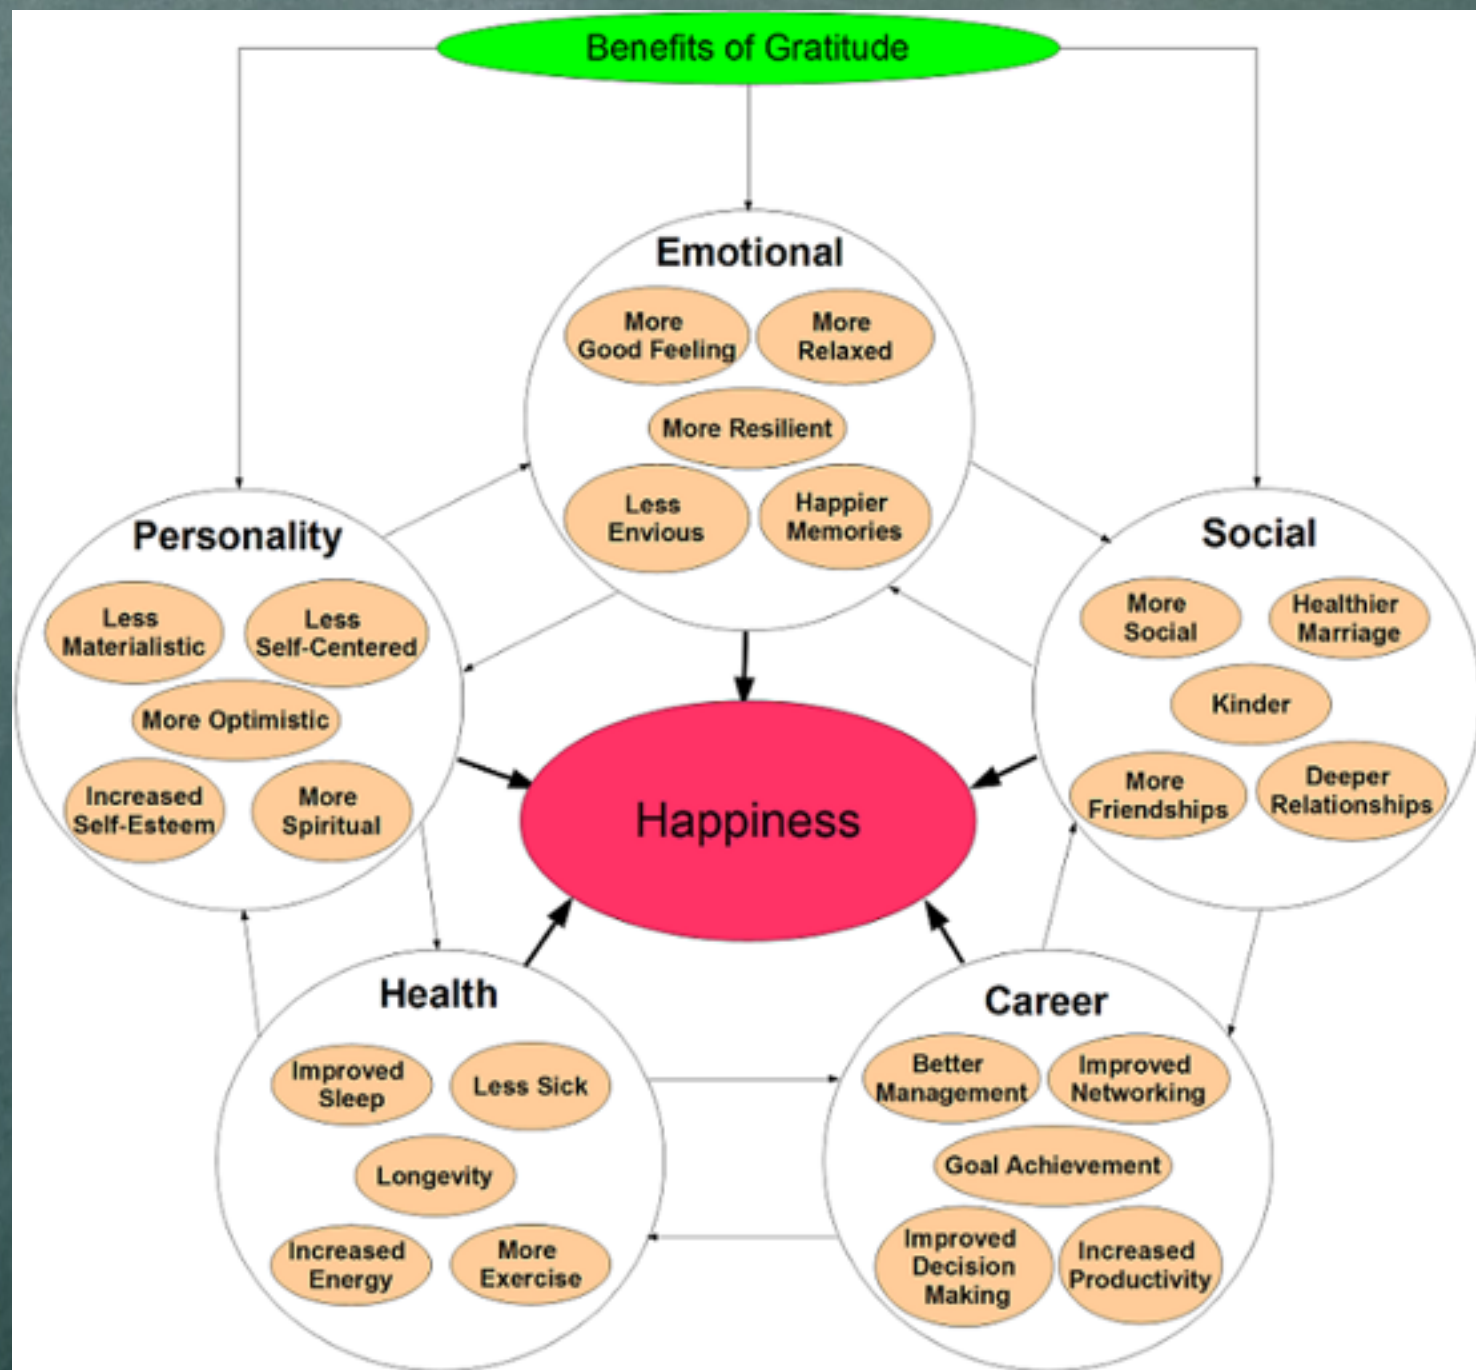 Benefits of Gratitude
Emotional
More
Good Feeling
More
Relaxed
More Resilient
Less
Envious
Happier
Memories
Personality
Less
Materialistic
Less
Self-Centered
More Optimistic
Increased
Self-Esteem
More
Spiritual
Social
More
Social
Healthier
Marriage
Kinder
More
Friendships
Deeper
Relationships
Happiness
Health
Improved
Sleep
Less Sick
Longevity
Increased
Energy
More
Exercise
Career
Better
Management
Improved
Networking
Goal Achievement
Improved
Decision
Making
Increased
Productivity